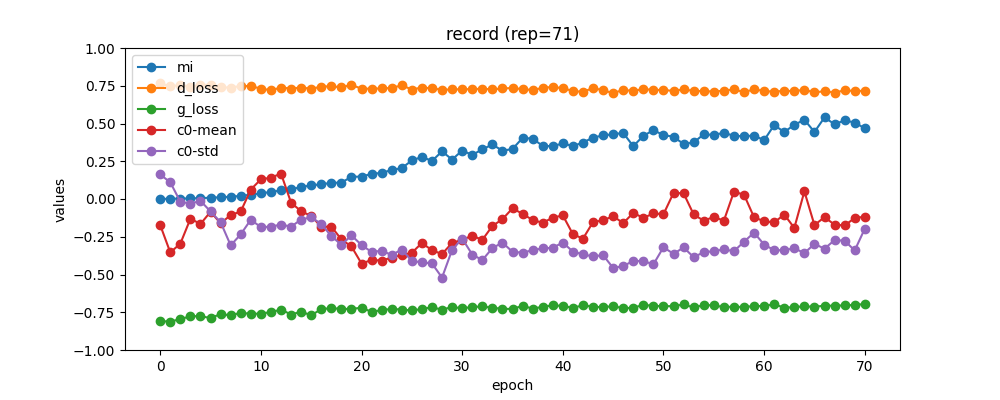 record (rep=71)
1.00
0.75
0.50
0.25
0.00
−0.25
−0.50
−0.75
−1.00
values
mi
d_loss
g_loss
c0-mean
c0-std
0 10 20 30 40 50 60 70
epoch